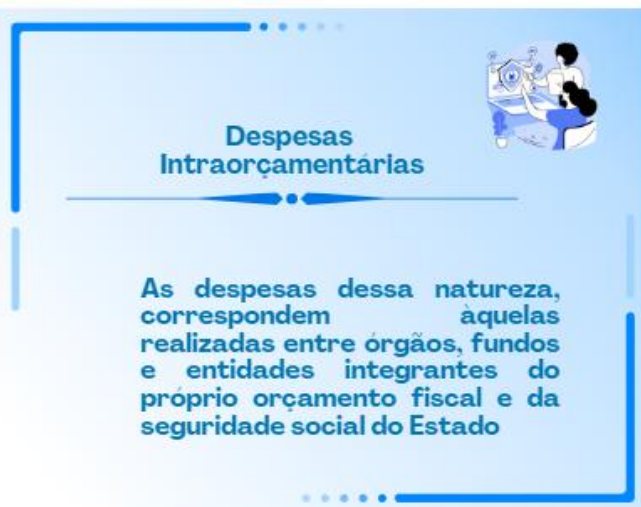 Despesas
Intraorçamentárias
As despesas dessa natureza,
correspondem àquelas
realizadas entre órgãos, fundos
e entidades integrantes do
próprio orçamento fiscal e da
seguridade social do Estado